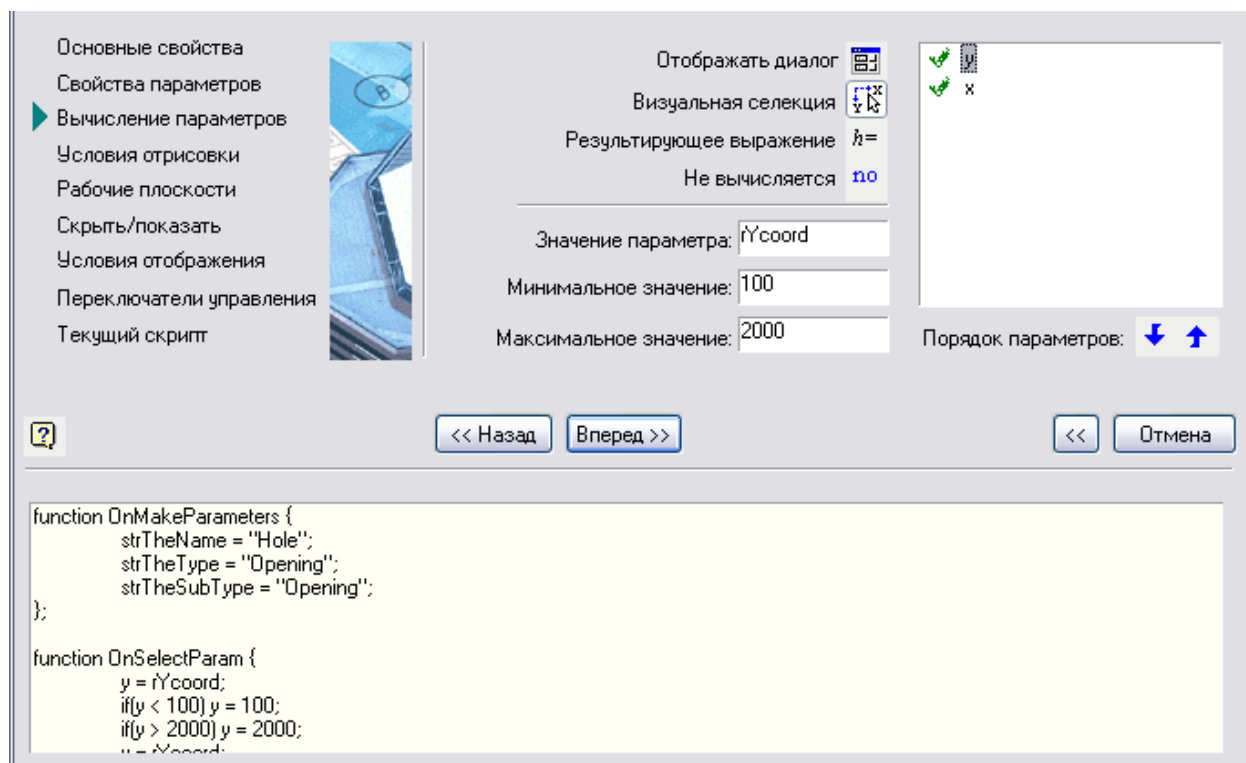 Основные свойства
Свойства параметров
Вычисление параметров
Условия отрисовки
Рабочие плоскости
Скрыть/показать
Условия отображения
Переключатели управления
Текущий скрипт
B
Отображать диалог
Визуальная селекция
Результирующее выражение h=
Не вычисляется no
Значение параметра: rYcoord
Минимальное значение: 100
Максимальное значение: 2000
y
x
Порядок параметров:
?
<< Назад
Вперед >>
<<
Отмена
function OnMakeParameters {
strTheName = "Hole";
strTheType = "Opening";
strTheSubType = "Opening";
};
function OnSelectParam {
y = rYcoord;
if(y < 100) y = 100;
if(y > 2000) y = 2000;